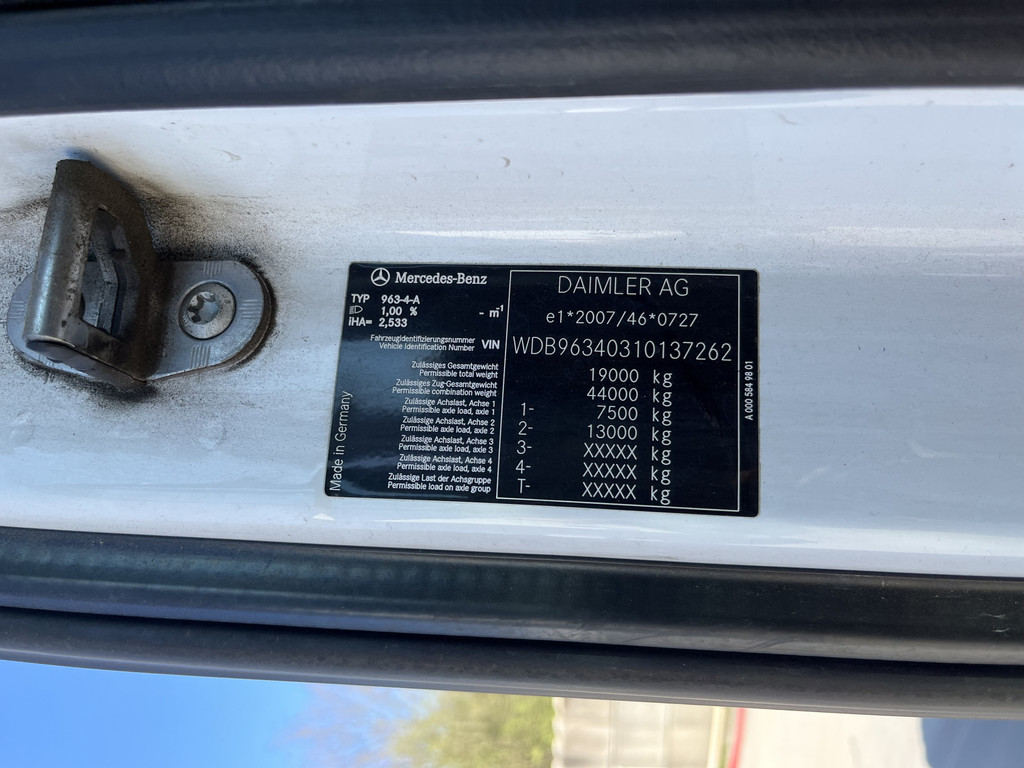 Mercedes-Benz
TYP 963-4-A
1,00 % - m-1
iHA= 2,533
DAIMLER AG
e1*2007/46*0727
Fahrzeugidentifizierungsnummer
Vehicle Identification Number VIN WDB96340310137262
Zulässiges Gesamtgewicht
Permissible total weight 19000 kg
Zulässiges Zug-Gesamtgewicht
Permissible combination weight 44000 kg
Zulässige Achslast, Achse 1
Permissible axle load, axle 1 1- 7500 kg
Zulässige Achslast, Achse 2
Permissible axle load, axle 2 2- 13000 kg
Zulässige Achslast, Achse 3
Permissible axle load, axle 3 3- XXXXX kg
Zulässige Achslast, Achse 4
Permissible axle load, axle 4 4- XXXXX kg
Zulässige Last der Achsgruppe
Permissible load on axle group T- XXXXX kg
Made in Germany
A 000 584 98 01